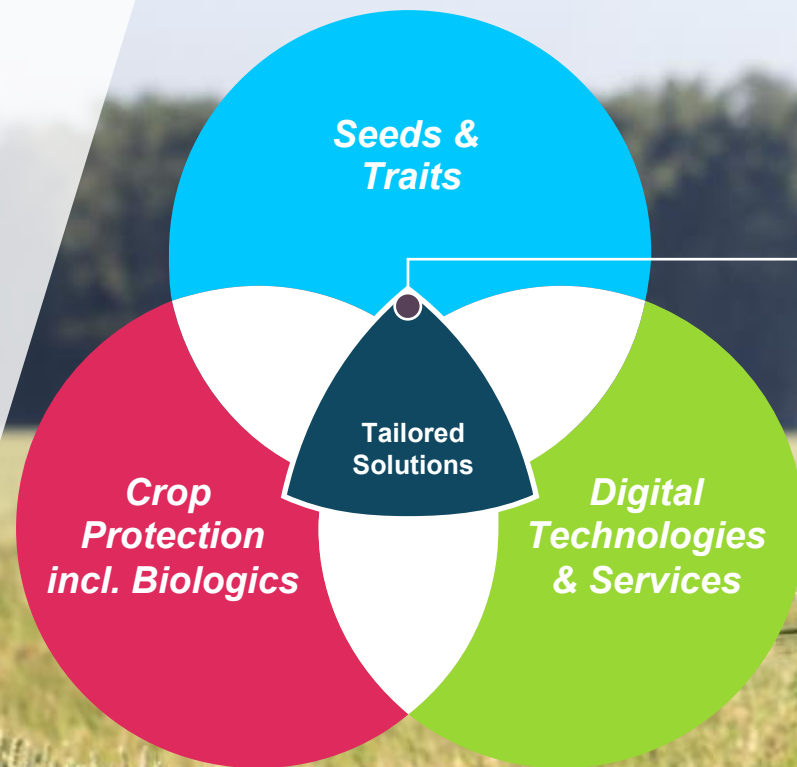 Seeds &
Traits
Tailored
Solutions
Crop
Protection
incl. Biologics
Digital
Technologies
& Services